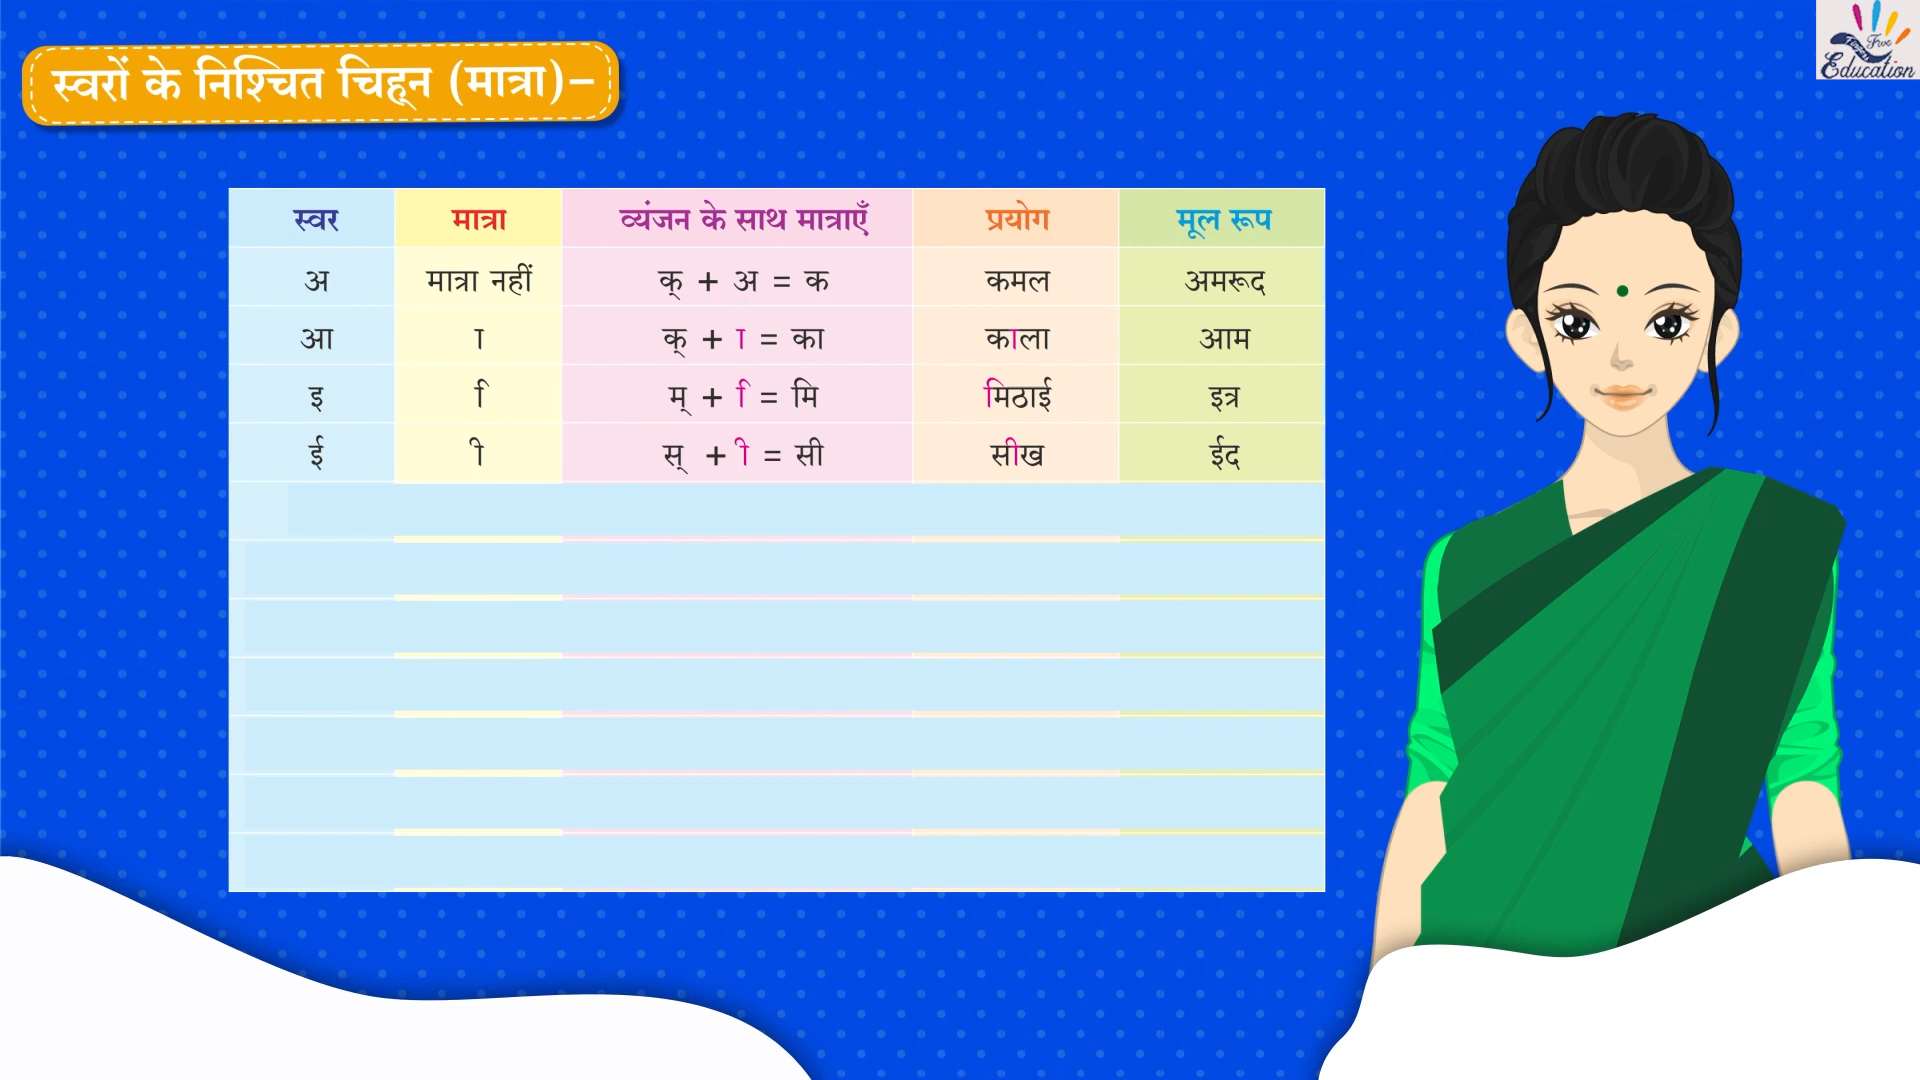 स्वरों के निश्चित चिह्न (मात्रा)–
Five
Education
स्वर मात्रा व्यंजन के साथ मात्राएँ प्रयोग मूल रूप
अ मात्रा नहीं क् + अ = क कमल अमरूद
आ ा क् + ा = का काला आम
इ ि म् + ि = मि मिठाई इत्र
ई ी स् + ी = सी सीख ईद